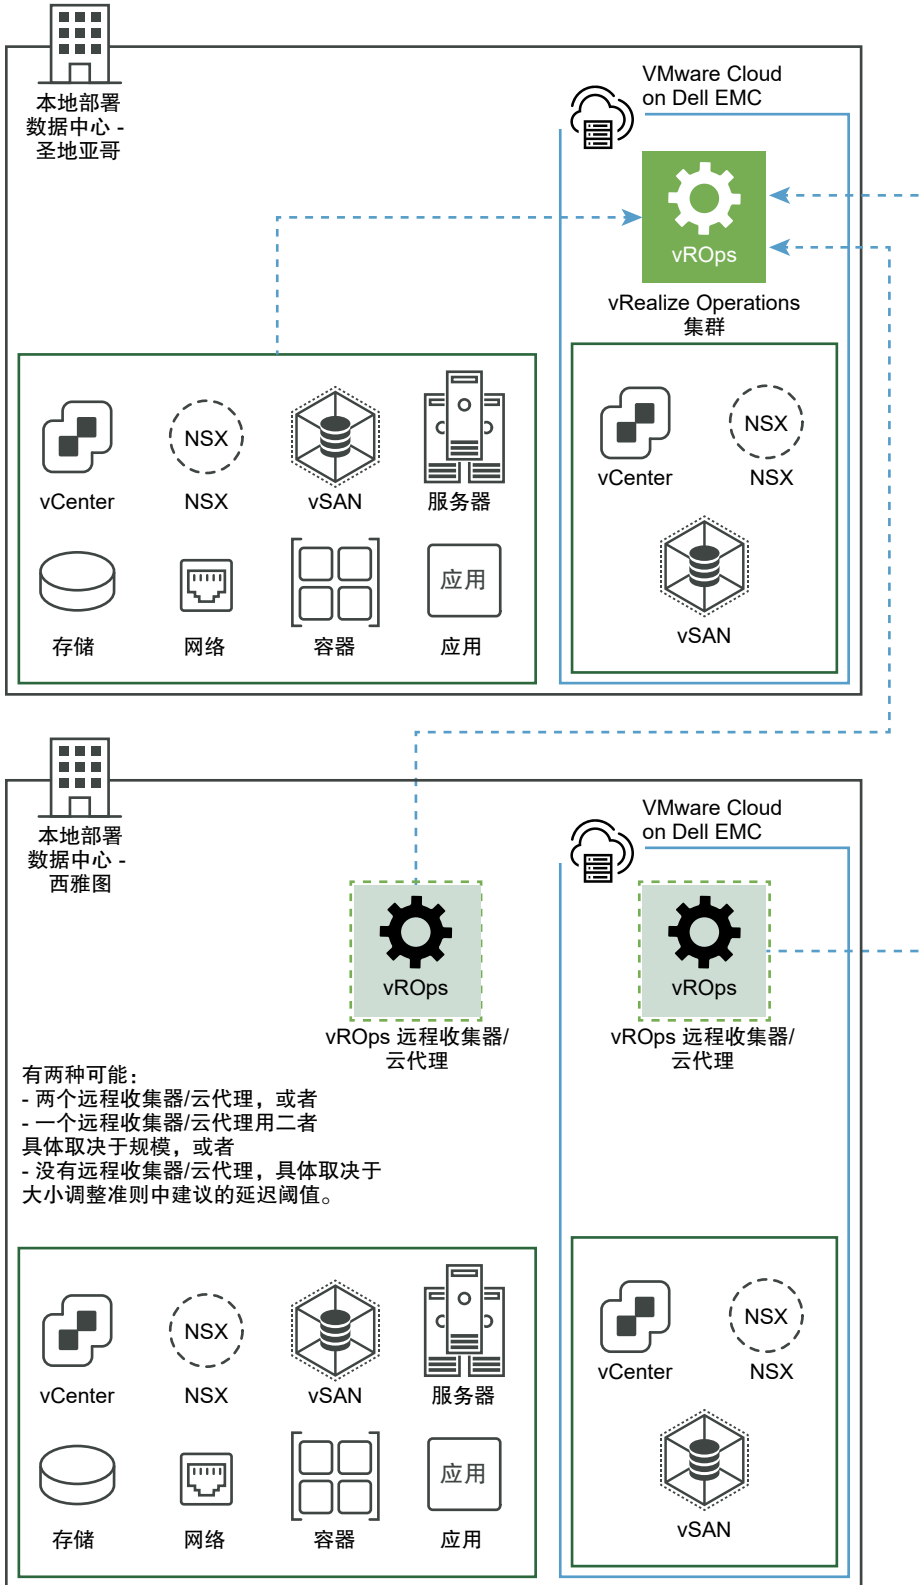 本地部署
数据中心 -
圣地亚哥
VMware Cloud
on Dell EMC
vROps
vRealize Operations
集群
vCenter
NSX
NSX
vSAN
服务器
存储
网络
容器
应用
应用
vCenter
NSX
NSX
vSAN
本地部署
数据中心 -
西雅图
VMware Cloud
on Dell EMC
vROps
vROps 远程收集器/
云代理
vROps
vROps 远程收集器/
云代理
有两种可能：
- 两个远程收集器/云代理，或者
- 一个远程收集器/云代理用二者
具体取决于规模，或者
- 没有远程收集器/云代理，具体取决于
大小调整准则中建议的延迟阈值。
vCenter
NSX
NSX
vSAN
服务器
存储
网络
容器
应用
应用
vCenter
NSX
NSX
vSAN